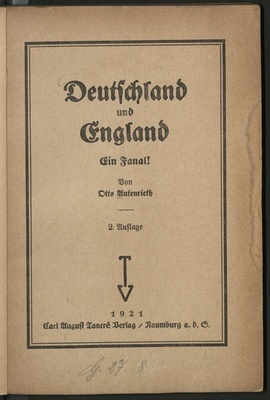 Deutschland
und
England
Ein Fanal!
Von
Otto Autenrieth
2. Auflage
1921
Carl August Tancré Verlag / Naumburg a. d. S.